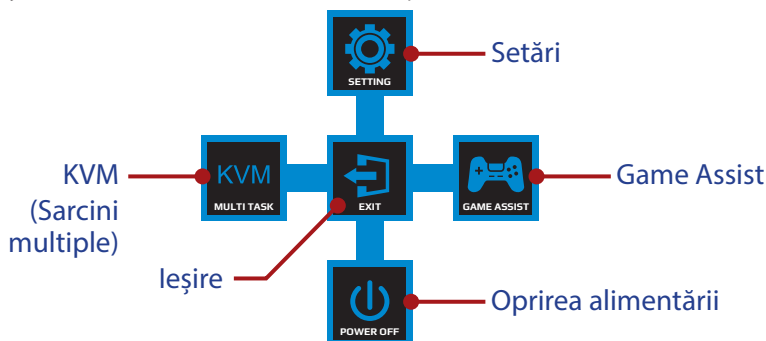 SETTING
Setări
KVM
(Sarcini
multiple)
KVM
MULTI TASK
EXIT
GAME ASSIST
Game Assist
Ieșire
POWER OFF
Oprirea alimentării